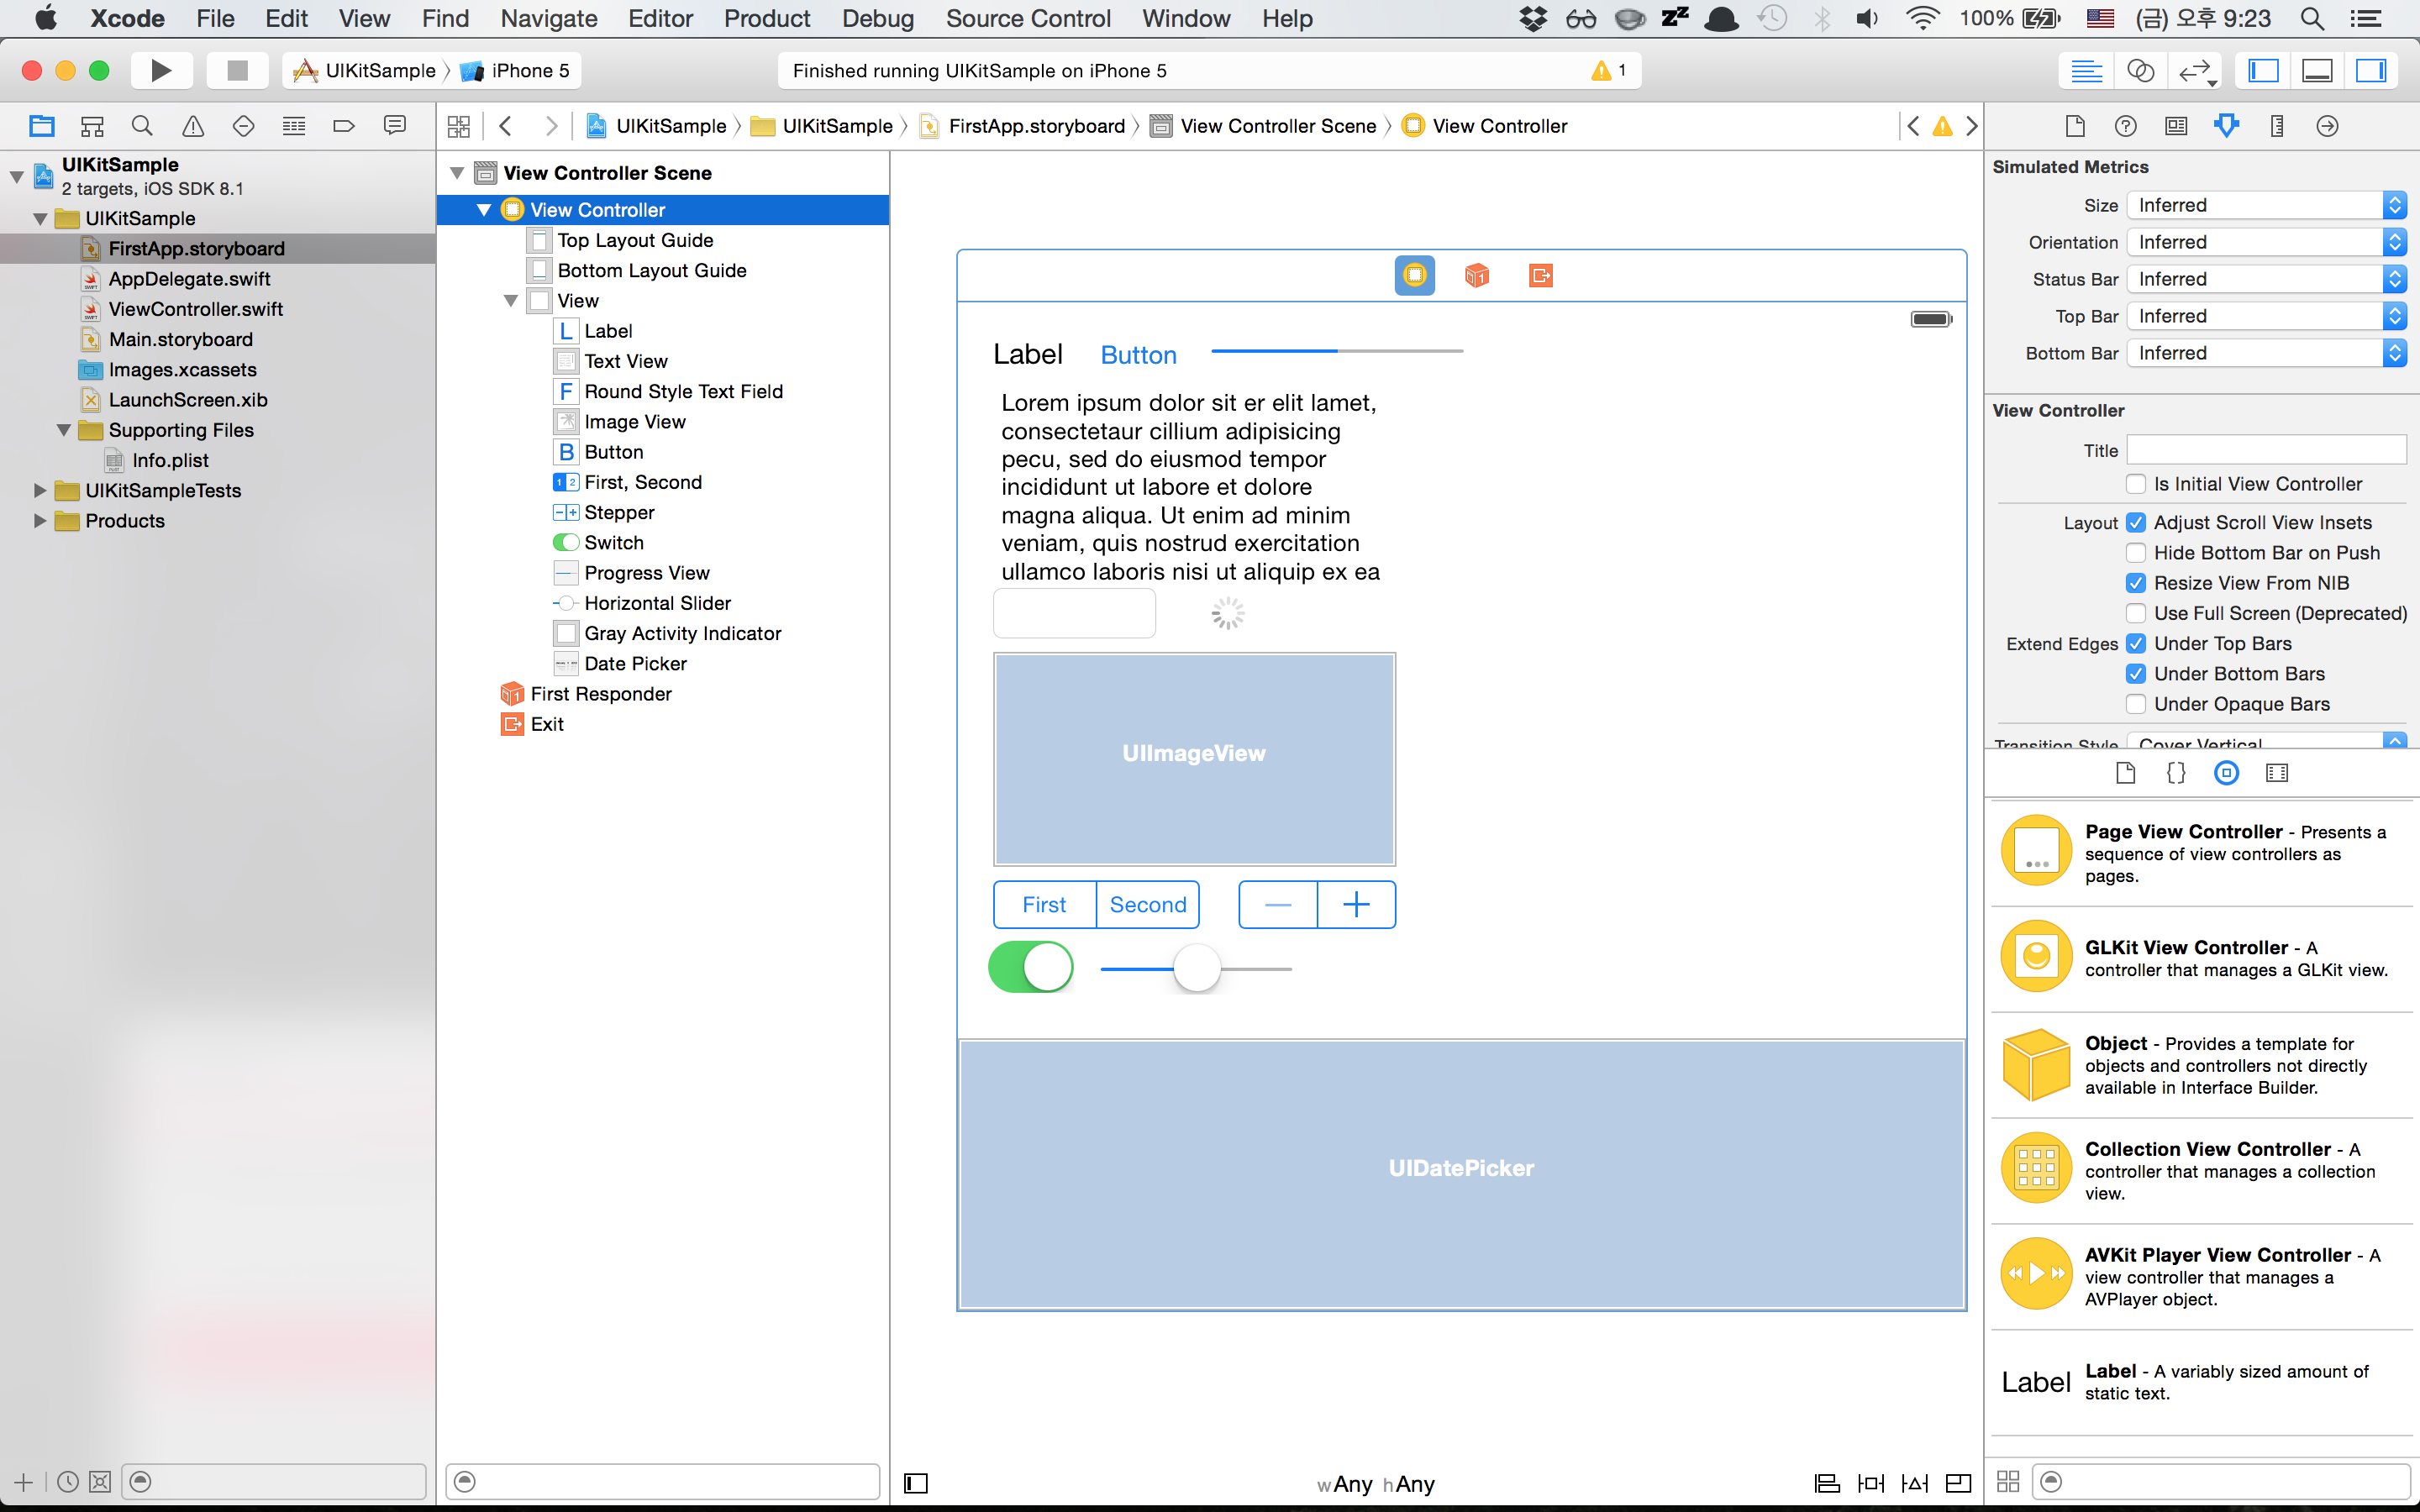 Xcode File Edit View Find Navigate Editor Product Debug Source Control Window Help 100% (금) 오후 9:23
UIKitSample iPhone 5
Finished running UIKitSample on iPhone 5
1
UIKitSample UIKitSample FirstApp.storyboard View Controller Scene View Controller
UIKitSample
2 targets, iOS SDK 8.1
UIKitSample
FirstApp.storyboard
AppDelegate.swift
ViewController.swift
Main.storyboard
Images.xcassets
LaunchScreen.xib
Supporting Files
Info.plist
UIKitSampleTests
Products
View Controller Scene
View Controller
Top Layout Guide
Bottom Layout Guide
View
L Label
Text View
F Round Style Text Field
Image View
B Button
1 2 First, Second
Stepper
Switch
Progress View
Horizontal Slider
Gray Activity Indicator
Date Picker
First Responder
Exit
Label Button
Lorem ipsum dolor sit er elit lamet,
consectetaur cillium adipisicing
pecu, sed do eiusmod tempor
incididunt ut labore et dolore
magna aliqua. Ut enim ad minim
veniam, quis nostrud exercitation
ullamco laboris nisi ut aliquip ex ea
UIImageView
First Second
UIDatePicker
wAny hAny
Simulated Metrics
Size Inferred
Orientation Inferred
Status Bar Inferred
Top Bar Inferred
Bottom Bar Inferred
View Controller
Title
Is Initial View Controller
Layout Adjust Scroll View Insets
Hide Bottom Bar on Push
Resize View From NIB
Use Full Screen (Deprecated)
Extend Edges Under Top Bars
Under Bottom Bars
Under Opaque Bars
Transition Style Cover Vertical
Page View Controller - Presents a
sequence of view controllers as
pages.
GLKit View Controller - A
controller that manages a GLKit view.
Object - Provides a template for
objects and controllers not directly
available in Interface Builder.
Collection View Controller - A
controller that manages a collection
view.
AVKit Player View Controller - A
view controller that manages a
AVPlayer object.
Label
Label - A variably sized amount of
static text.